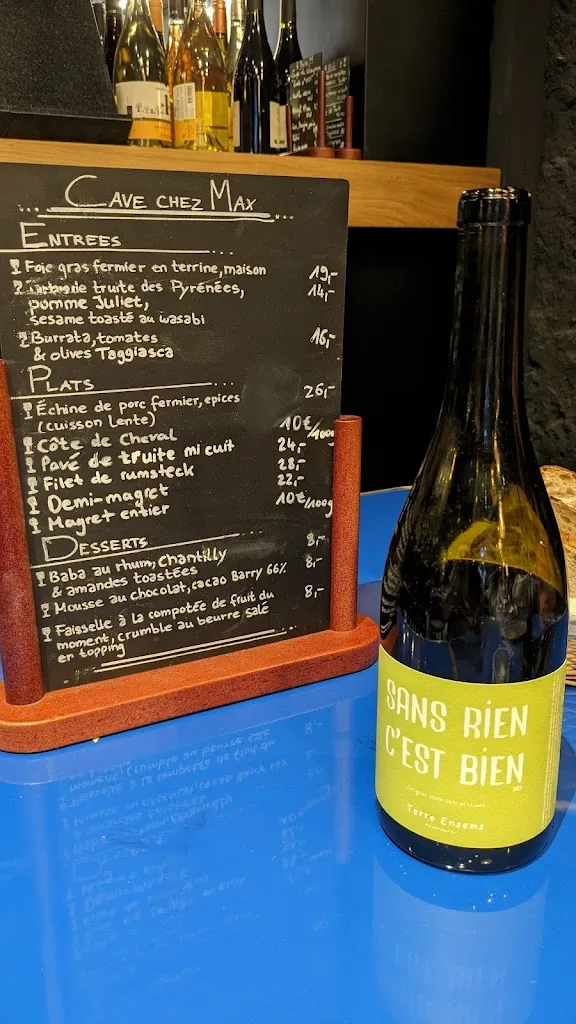 CAVE CHEZ MAX
ENTREES
Foie gras fermier en terrine, maison 19,-
truite des Pyrénées, 14,-
pomme Juliet,
sesame toasté au wasabi
Burrata, tomates 16,-
& olives Taggiasca
PLATS
Échine de porc fermier, epices 26,-
(cuisson lente)
Côte de Cheval 10€/100g
Pavé de truite mi cuit 24,-
Filet de rumsteck 28,-
Demi-magret 22,-
Magret entier 10€/100g
DESSERTS
Baba au rhum, chantilly 8,-
& amandes toastées
Mousse au chocolat, cacao Barry 66% 8,-
Faisselle à la compotée de fruit du 8,-
moment, crumble au beurre salé
en topping
SANS RIEN
C'EST BIEN
Terre Ensems